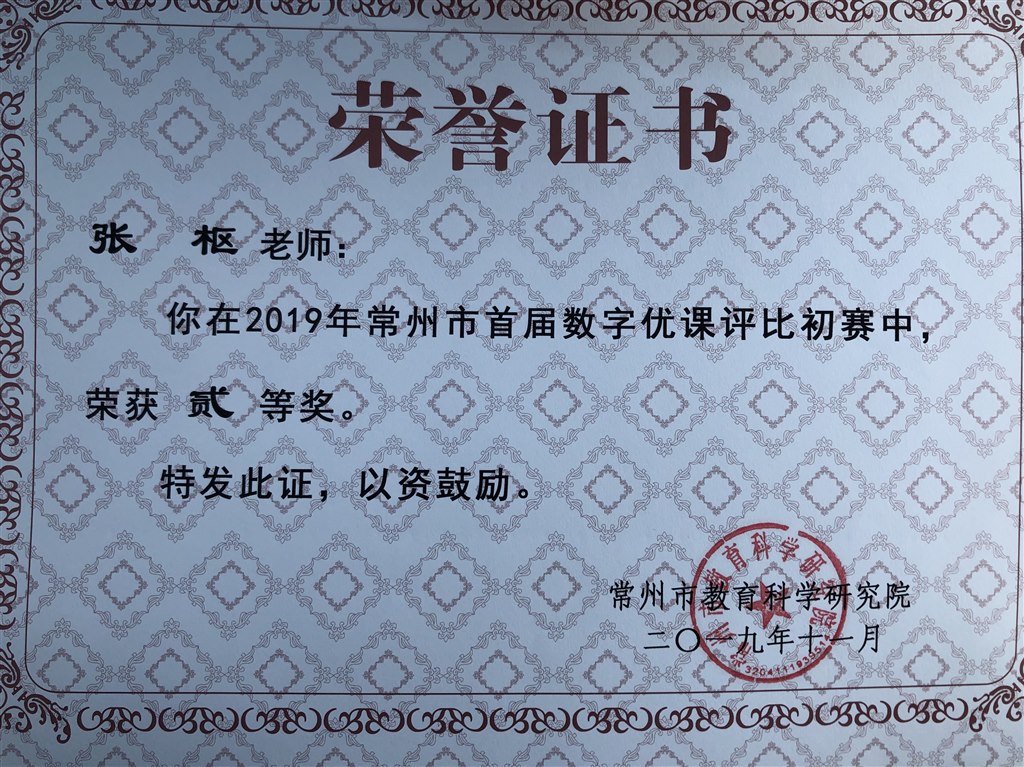 荣誉证书
张 枢 老师:
你在2019年常州市首届数字优课评比初赛中,
荣获 贰 等奖。
特发此证,以资鼓励。
常州市教育科学研究院
二〇一九年十一月